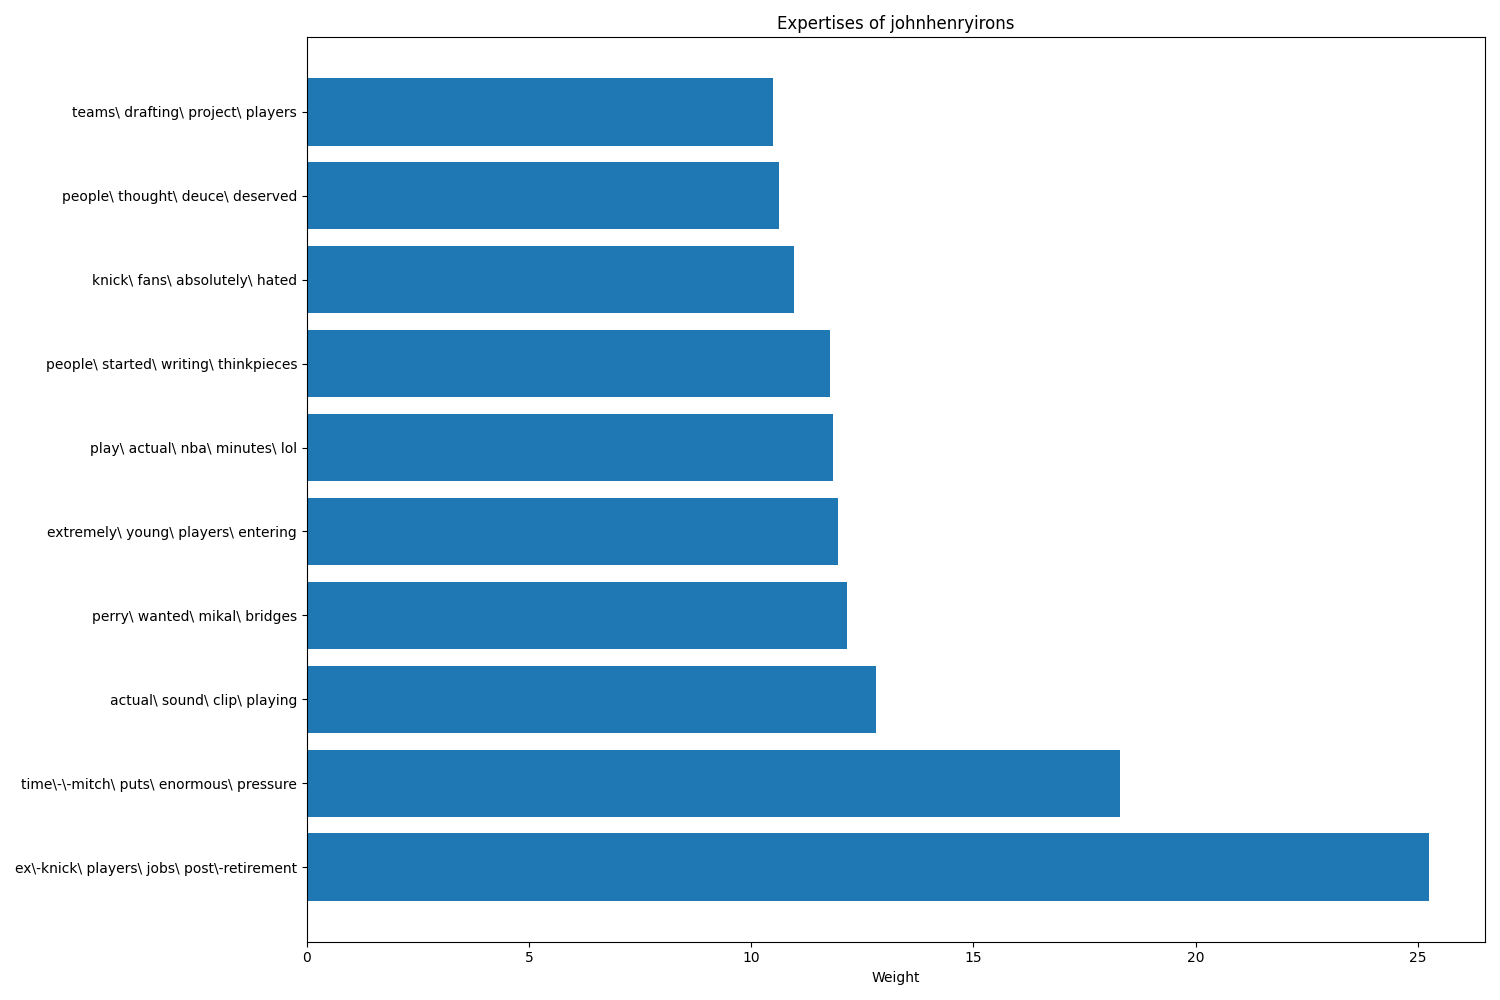 Expertises of johnhenryirons
teams\ drafting\ project\ players
people\ thought\ deuce\ deserved
knick\ fans\ absolutely\ hated
people\ started\ writing\ thinkpieces
play\ actual\ nba\ minutes\ lol
extremely\ young\ players\ entering
perry\ wanted\ mikal\ bridges
actual\ sound\ clip\ playing
time\-\-mitch\ puts\ enormous\ pressure
ex\-knick\ players\ jobs\ post\-retirement
0 5 10 15 20 25
Weight